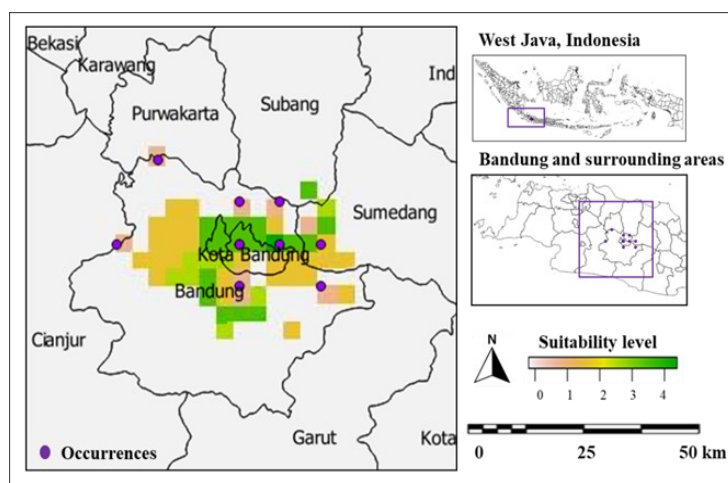 Bekasi
Karawang
Purwakarta
Subang
Ind
Sumedang
Kota Bandung
Bandung
Cianjur
Garut
Kota
Occurrences
West Java, Indonesia
Bandung and surrounding areas
N
Suitability level
0 1 2 3 4
0 25 50 km